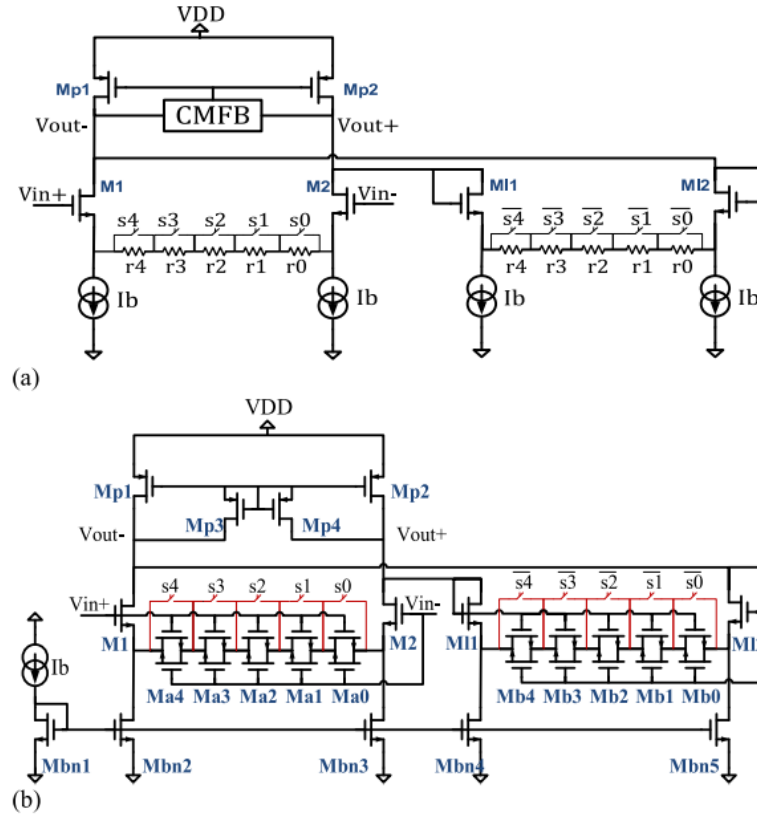 VDD
Mp1 Mp2
CMFB
Vout- Vout+
M1 M2 Ml1 Ml2
Vin+ Vin-
s4 s3 s2 s1 s0 s̅4̅ s̅3̅ s̅2̅ s̅1̅ s̅0̅
r4 r3 r2 r1 r0 r4 r3 r2 r1 r0
Ib Ib Ib Ib
(a)
VDD
Mp1 Mp2
Mp3 Mp4
Vout- Vout+
s4 s3 s2 s1 s0 s̅4̅ s̅3̅ s̅2̅ s̅1̅ s̅0̅
Vin+ Vin-
M1 M2 Ml1
Ib
Ma4 Ma3 Ma2 Ma1 Ma0 Mb4 Mb3 Mb2 Mb1 Mb0
Mbn1 Mbn2 Mbn3 Mbn4 Mbn5
(b)